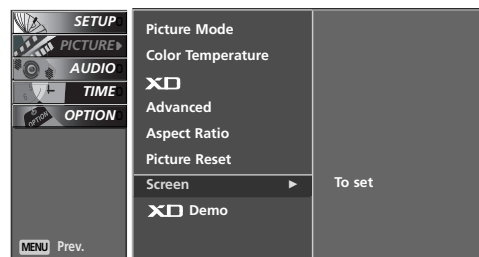 SETUP
PICTURE
AUDIO
TIME
OPTION
OPTION
MENU Prev.
Picture Mode
Color Temperature
XD
Advanced
Aspect Ratio
Picture Reset
Screen ► To set
XD Demo